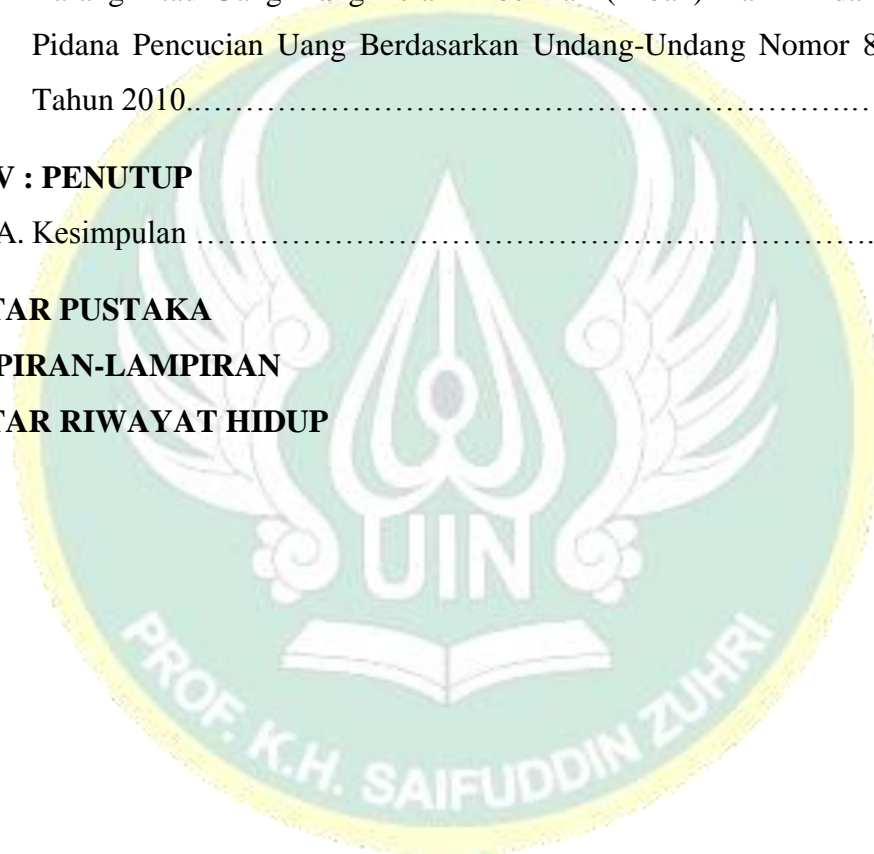 Pidana Pencucian Uang Berdasarkan Undang-Undang Nomor 8
Tahun 2010..……………………………………………………….…
V : PENUTUP
A. Kesimpulan ……………………………………………………….
TAR PUSTAKA
PIRAN-LAMPIRAN
TAR RIWAYAT HIDUP
UIN
PROF. K.H. SAIFUDDIN ZUHRI